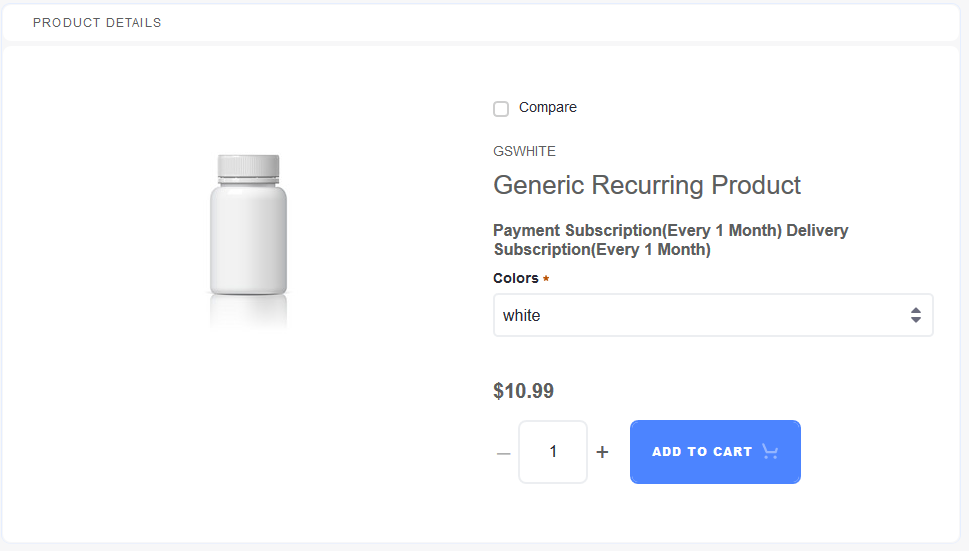 PRODUCT DETAILS
Compare
GSWHITE
Generic Recurring Product
Payment Subscription(Every 1 Month) Delivery
Subscription(Every 1 Month)
Colors *
white
$10.99
– 1 + ADD TO CART